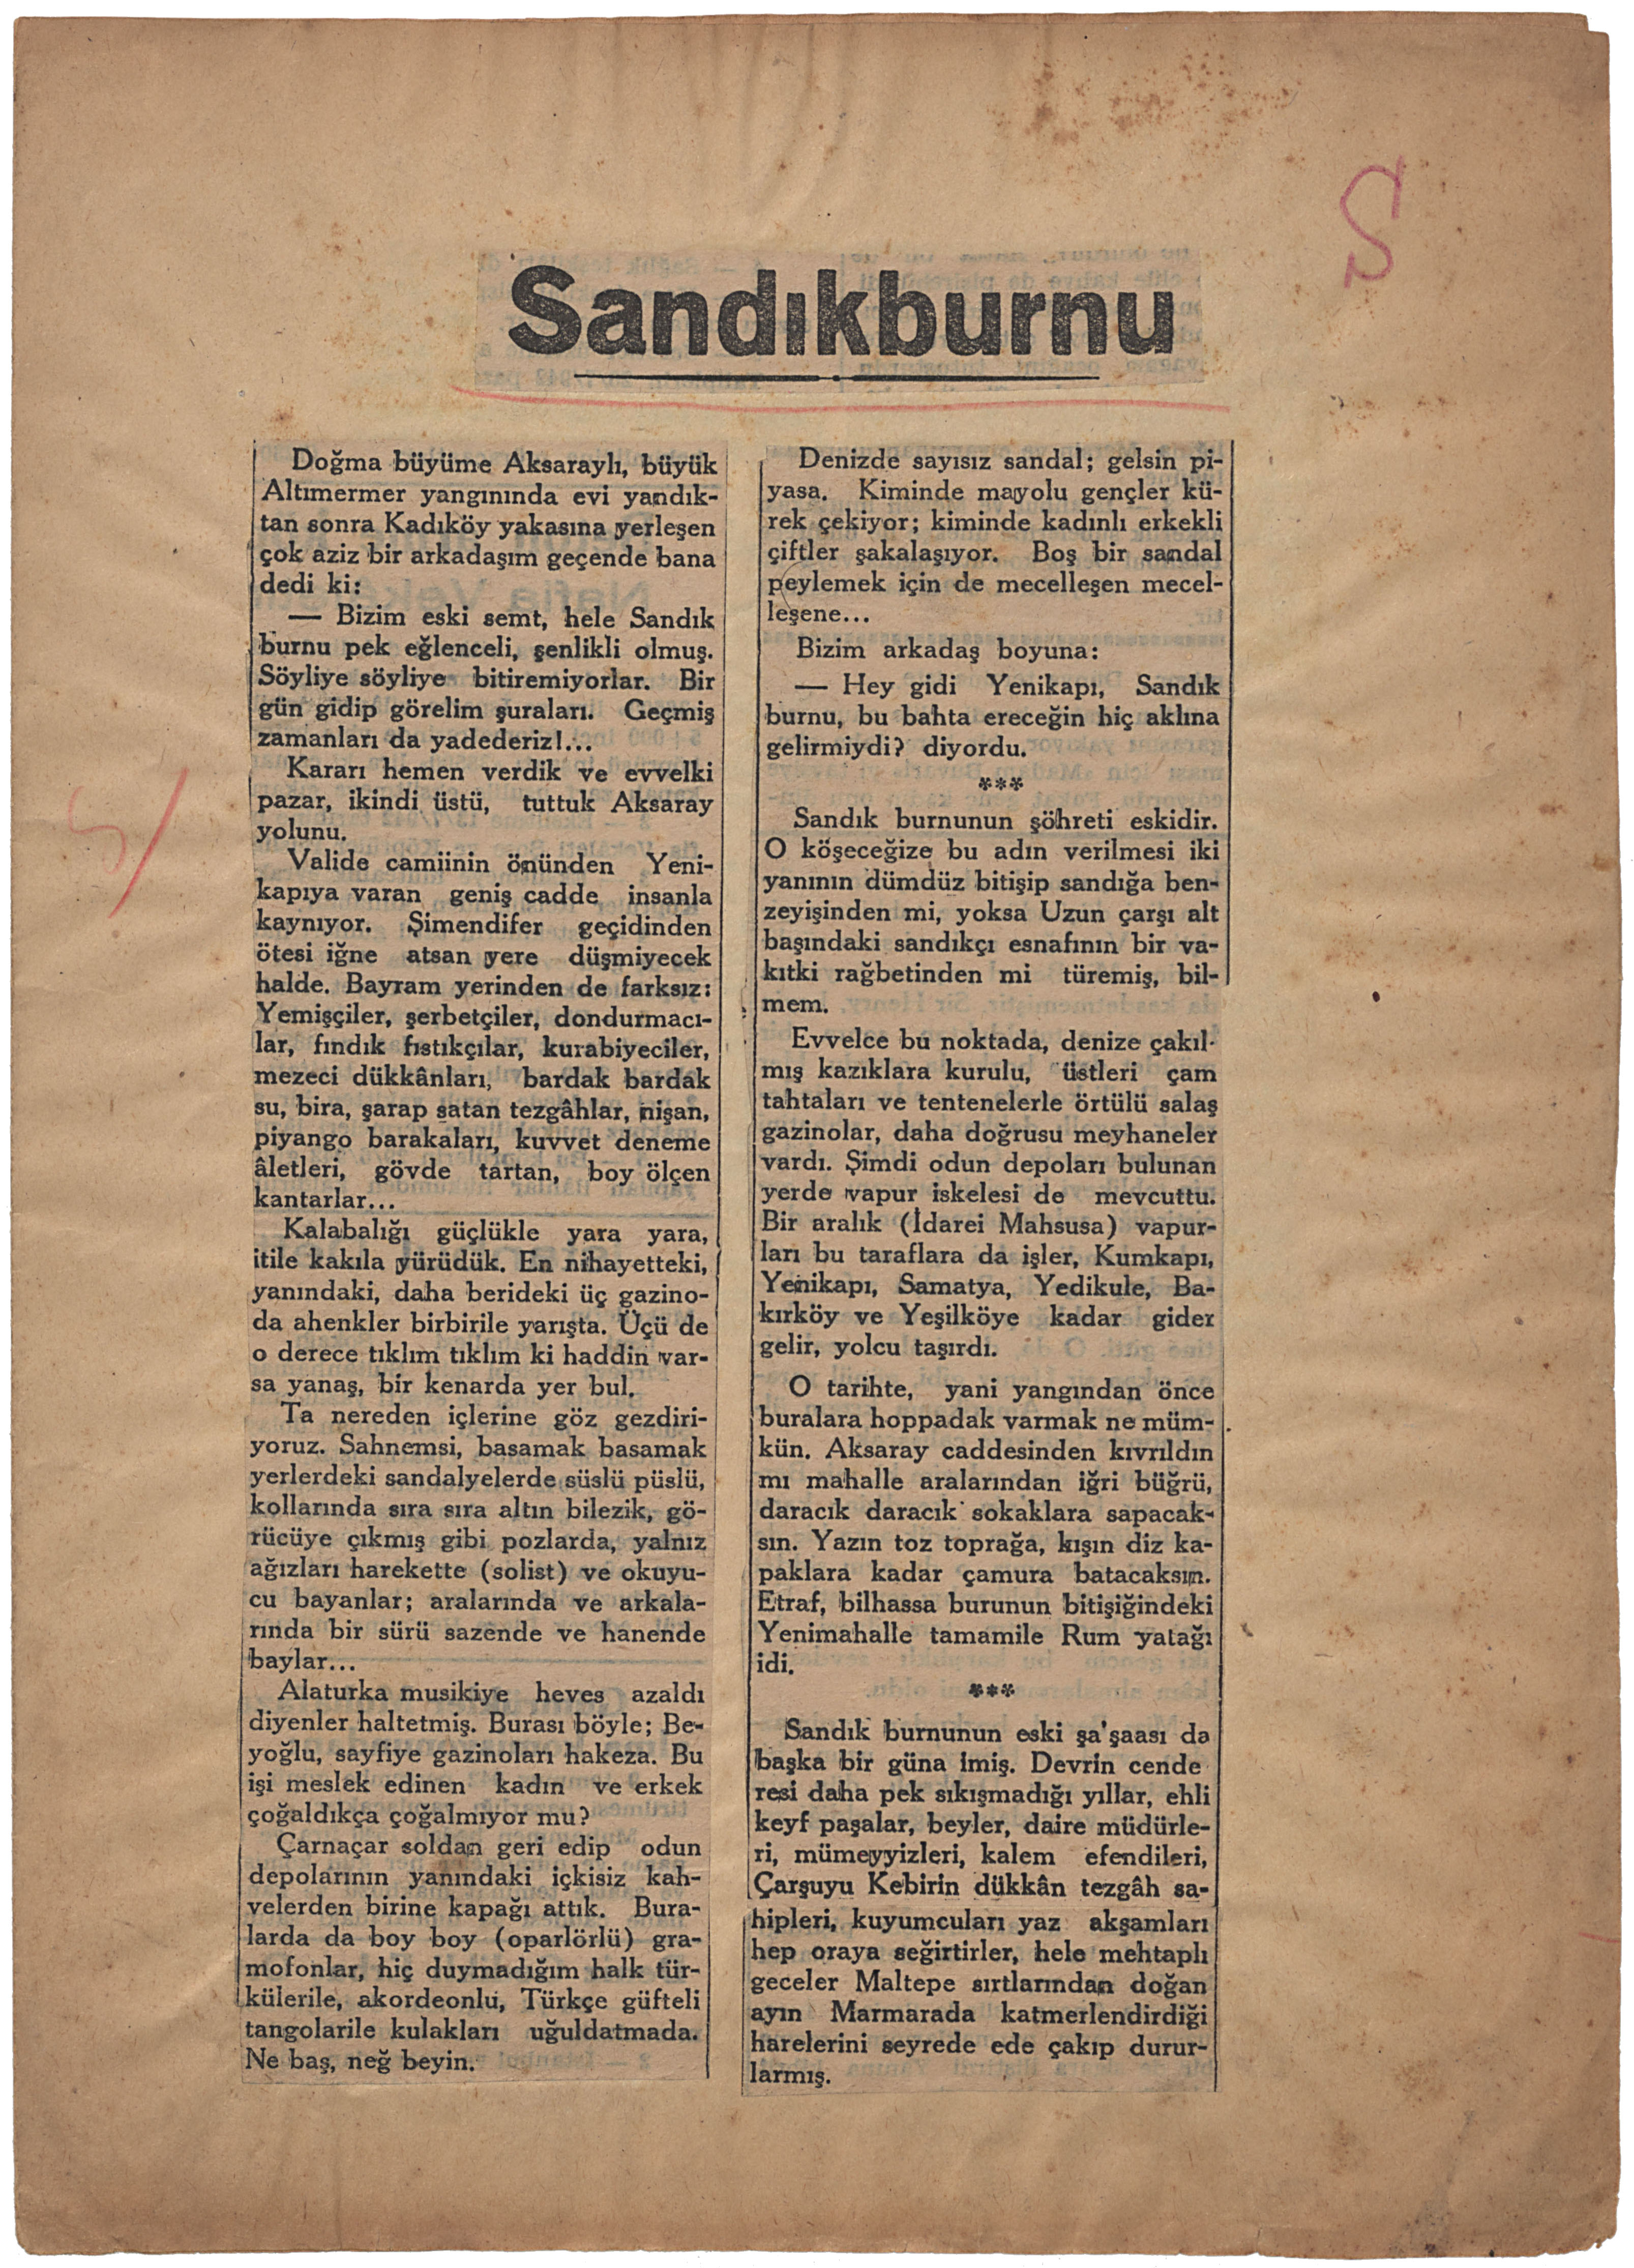 S
Sandıkburnu
Doğma büyüme Aksaraylı, büyük
Altımermer yangınında evi yandık-
tan sonra Kadıköy yakasına yerleşen
çok aziz bir arkadaşım geçende bana
dedi ki:
— Bizim eski semt, hele Sandık
burnu pek eğlenceli, şenlikli olmuş.
Söyliye söyliye bitiremiyorlar. Bir
gün gidip görelim şuraları. Geçmiş
zamanları da yadederiz!...
Kararı hemen verdik ve evvelki
pazar, ikindi üstü, tuttuk Aksaray
yolunu.
Valide camiinin önünden Yeni-
kapıya varan geniş cadde insanla
kaynıyor. Şimendifer geçidinden
ötesi iğne atsan yere düşmiyecek
halde. Bayram yerinden de farksız:
Yemişçiler, şerbetçiler, dondurmacı-
lar, fındık fıstıkçılar, kurabiyeciler,
mezeci dükkânları, bardak bardak
su, bira, şarap satan tezgâhlar, nişan,
piyango barakaları, kuvvet deneme
âletleri, gövde tartan, boy ölçen
kantarlar...
Kalabalığı güçlükle yara yara,
itile kakıla yürüdük. En nihayetteki,
yanındaki, daha berideki üç gazino-
da ahenkler birbirile yarışta. Üçü de
o derece tıklım tıklım ki haddin var-
sa yanaş, bir kenarda yer bul.
Ta nereden içlerine göz gezdiri-
yoruz. Sahnemsi, basamak basamak
yerlerdeki sandalyelerde süslü püslü,
kollarında sıra sıra altın bilezik, gö-
rücüye çıkmış gibi pozlarda, yalnız
ağızları harekette (solist) ve okuyu-
cu bayanlar; aralarında ve arkala-
rında bir sürü sazende ve hanende
baylar...
Alaturka musikiye heves azaldı
diyenler haltetmiş. Burası böyle; Be-
yoğlu, sayfiye gazinoları hakeza. Bu
işi meslek edinen kadın ve erkek
çoğaldıkça çoğalmıyor mu?
Çarnaçar soldan geri edip odun
depolarının yanındaki içkisiz kah-
velerden birine kapağı attık. Bura-
larda da boy boy (oparlörlü) gra-
mofonlar, hiç duymadığım halk tür-
külerile, akordeonlu, Türkçe güfteli
tangolarile kulakları uğuldatmada.
Ne baş, neğ beyin.
Denizde sayısız sandal; gelsin pi-
yasa. Kiminde mayolu gençler kü-
rek çekiyor; kiminde kadınlı erkekli
çiftler şakalaşıyor. Boş bir sandal
peylemek için de mecelleşen mecel-
leşene...
Bizim arkadaş boyuna:
— Hey gidi Yenikapı, Sandık
burnu, bu bahta ereceğin hiç aklına
gelirmiydi? diyordu.
***
Sandık burnunun şöhreti eskidir.
O köşeceğize bu adın verilmesi iki
yanının dümdüz bitişip sandığa ben-
zeyişinden mi, yoksa Uzun çarşı alt
başındaki sandıkçı esnafının bir va-
kıtki rağbetinden mi türemiş, bil-
mem.
Evvelce bu noktada, denize çakıl-
mış kazıklara kurulu, üstleri çam
tahtaları ve tentenelerle örtülü salaş
gazinolar, daha doğrusu meyhaneler
vardı. Şimdi odun depoları bulunan
yerde vapur iskelesi de mevcuttu.
Bir aralık (İdarei Mahsusa) vapur-
ları bu taraflara da işler, Kumkapı,
Yenikapı, Samatya, Yedikule, Ba-
kırköy ve Yeşilköye kadar gider
gelir, yolcu taşırdı.
O tarihte, yani yangından önce
buralara hoppadak varmak ne müm-
kün. Aksaray caddesinden kıvrıldın
mı mahalle aralarından iğri büğrü,
daracık daracık sokaklara sapacak-
sın. Yazın toz toprağa, kışın diz ka-
paklara kadar çamura batacaksın.
Etraf, bilhassa burunun bitişiğindeki
Yenimahalle tamamile Rum yatağı
idi.
***
Sandık burnunun eski şa'şaası da
başka bir güna imiş. Devrin cende
resi daha pek sıkışmadığı yıllar, ehli
keyf paşalar, beyler, daire müdürle-
ri, mümeyyizleri, kalem efendileri,
Çarşuyu Kebirin dükkân tezgâh sa-
hipleri, kuyumcuları yaz akşamları
hep oraya seğirtirler, hele mehtaplı
geceler Maltepe sırtlarından doğan
ayın Marmarada katmerlendirdiği
harelerini seyrede ede çakıp durur-
larmış.